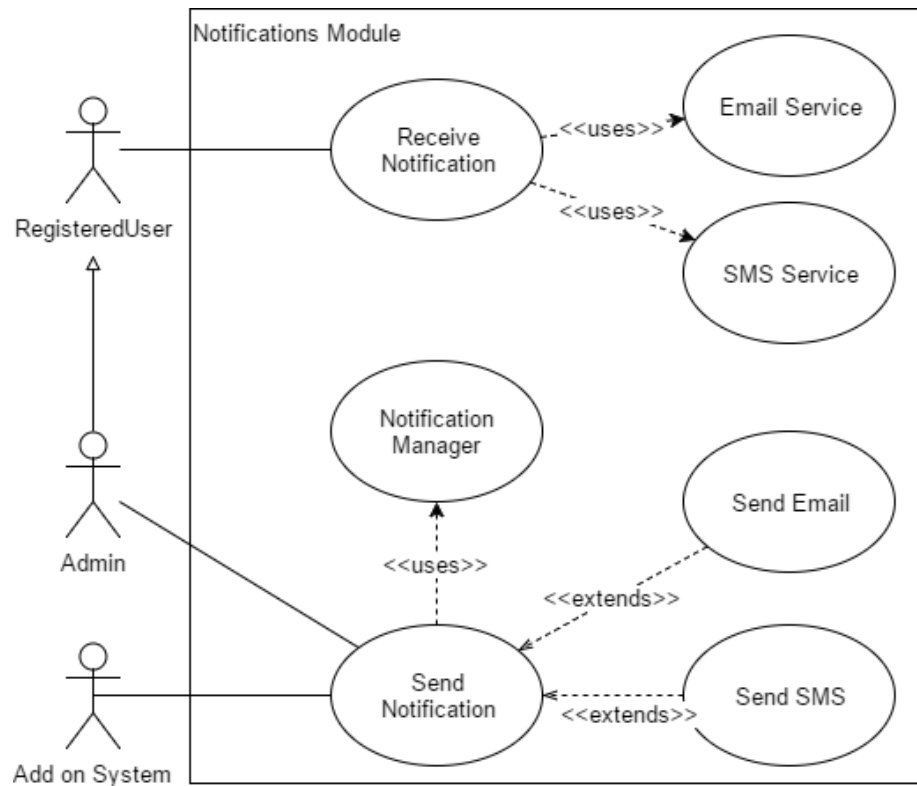 Notifications Module
Email Service
Receive
Notification
<<uses>>
<<uses>>
RegisteredUser
SMS Service
Notification
Manager
Send Email
Admin
<<uses>>
<<extends>>
Send
Notification
Send SMS
<<extends>>
Add on System